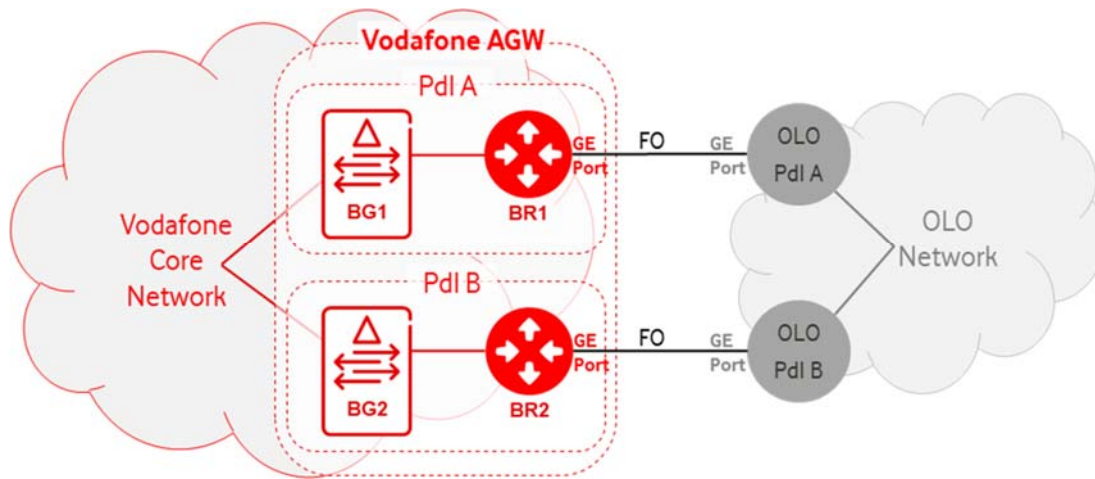 Vodafone AGW
PdI A
GE
Port
FO
GE
Port
OLO
PdI A
BG1
BR1
Vodafone
Core
Network
OLO
Network
PdI B
GE
Port
FO
GE
Port
OLO
PdI B
BG2
BR2